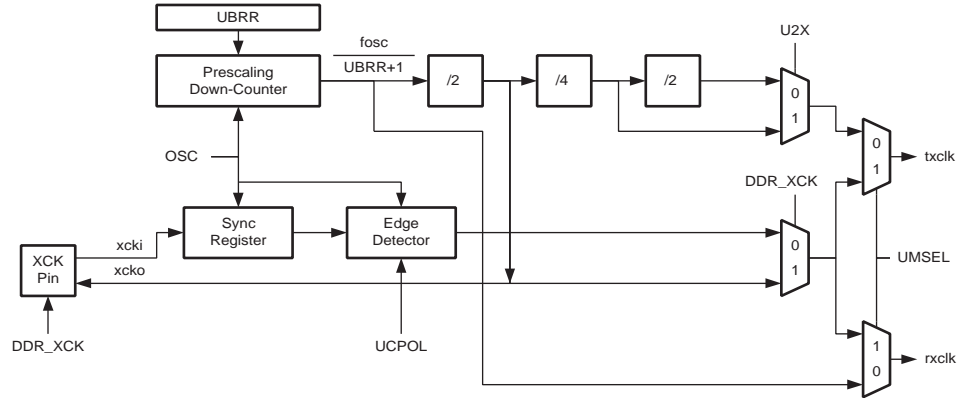 UBRR
U2X
fosc
UBRR+1
Prescaling
Down-Counter
/2
/4
/2
0
1
OSC
0
1
txclk
DDR_XCK
Sync
Register
Edge
Detector
xcki
XCK
Pin
xcko
0
1
UMSEL
DDR_XCK
UCPOL
1
0
rxclk